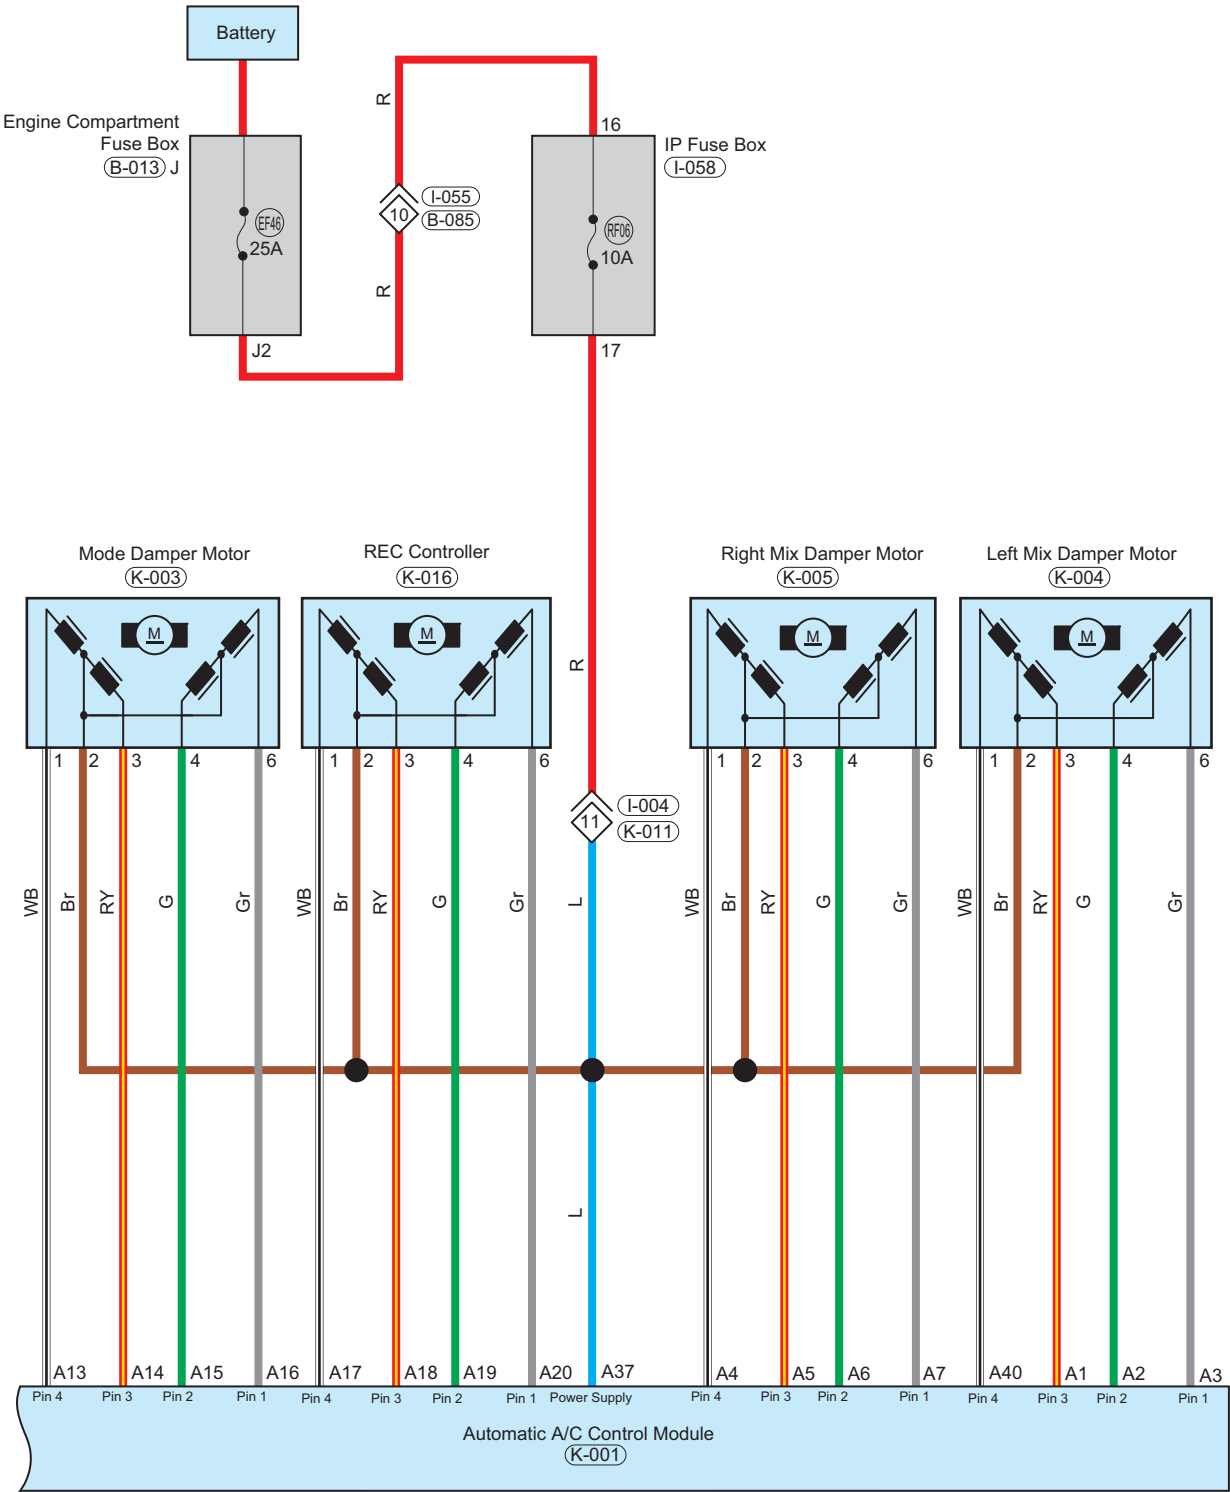 Battery
Engine Compartment
Fuse Box
B-013 J
EF46
25A
J2
R
R
10
I-055
B-085
16
IP Fuse Box
I-058
RF06
10A
17
R
11
I-004
K-011
L
L
Mode Damper Motor
K-003
M
1 2 3 4 6
WB Br RY G Gr
REC Controller
K-016
M
1 2 3 4 6
WB Br RY G Gr
Right Mix Damper Motor
K-005
M
1 2 3 4 6
WB Br RY G Gr
Left Mix Damper Motor
K-004
M
1 2 3 4 6
WB Br RY G Gr
A13 A14 A15 A16 A17 A18 A19 A20 A37 A4 A5 A6 A7 A40 A1 A2 A3
Pin 4 Pin 3 Pin 2 Pin 1 Pin 4 Pin 3 Pin 2 Pin 1 Power Supply Pin 4 Pin 3 Pin 2 Pin 1 Pin 4 Pin 3 Pin 2 Pin 1
Automatic A/C Control Module
K-001